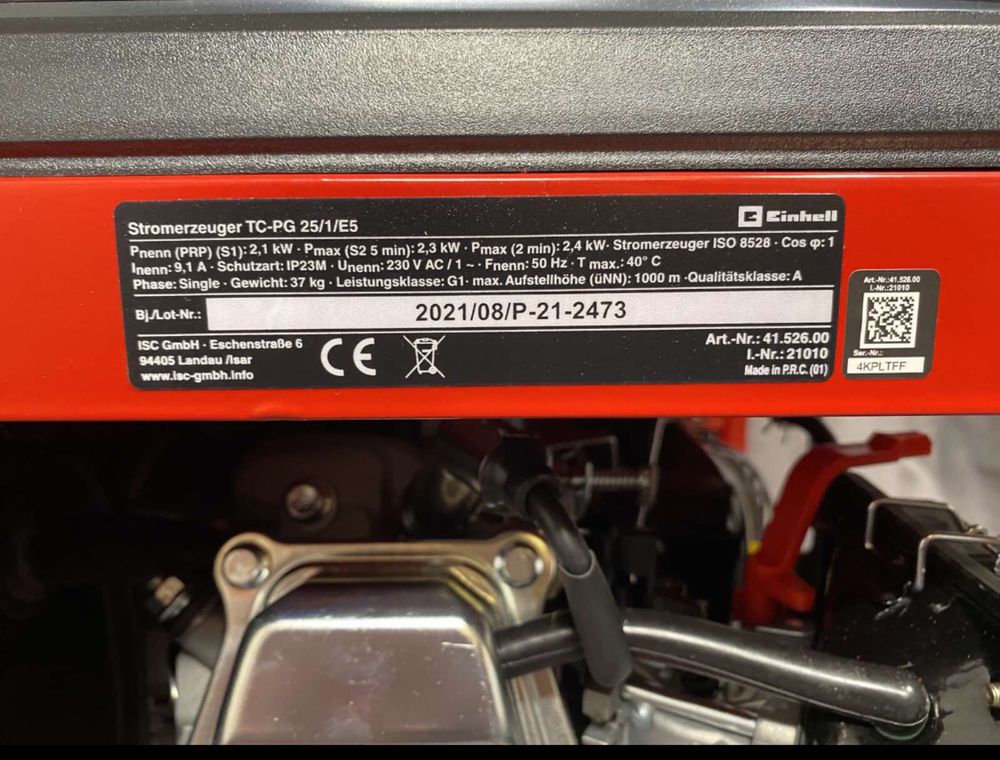 Stromerzeuger TC-PG 25/1/E5
Einhell
Pnenn (PRP) (S1): 2,1 kW · Pmax (S2 5 min): 2,3 kW · Pmax (2 min): 2,4 kW · Stromerzeuger ISO 8528 · Cos φ: 1
Inenn: 9,1 A · Schutzart: IP23M · Unenn: 230 V AC / 1 ~ · Fnenn: 50 Hz · T max.: 40° C
Phase: Single · Gewicht: 37 kg · Leistungsklasse: G1 · max. Aufstellhöhe (üNN): 1000 m · Qualitätsklasse: A
Bj./Lot-Nr.: 2021/08/P-21-2473
ISC GmbH · Eschenstraße 6
94405 Landau /Isar
www.isc-gmbh.info
CE
Art.-Nr.: 41.526.00
I.-Nr.: 21010
Made in P.R.C. (01)
Art.-Nr.: 41.526.00
I.-Nr.: 21010
Ser.-Nr.:
4KPLTFF